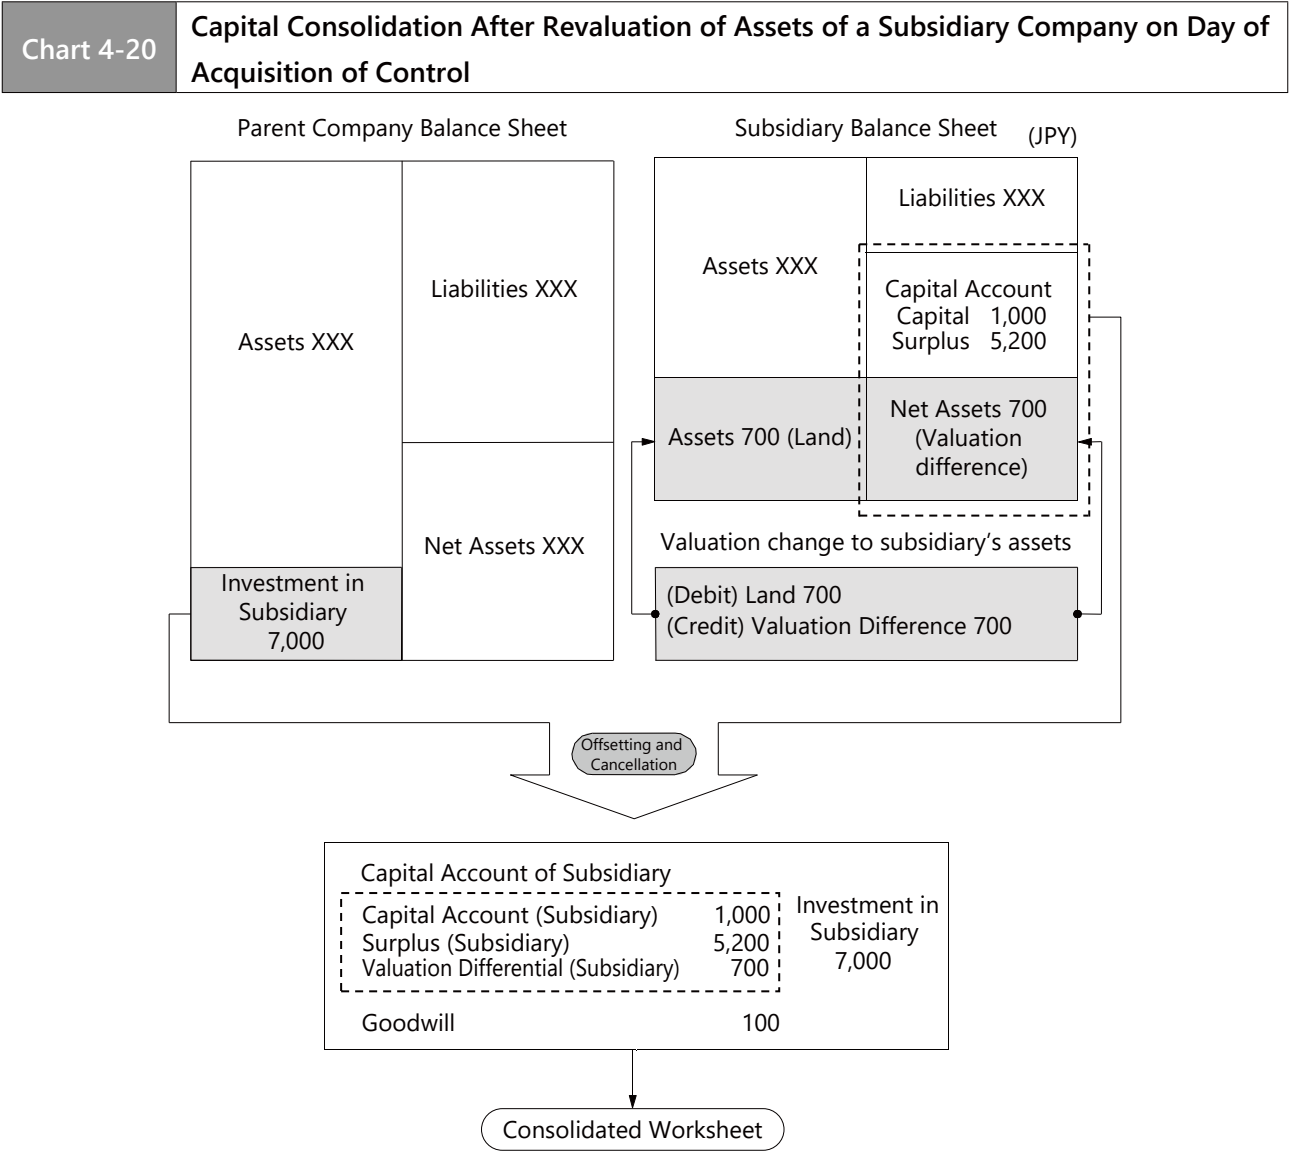 Chart 4-20
Capital Consolidation After Revaluation of Assets of a Subsidiary Company on Day of
Acquisition of Control
Parent Company Balance Sheet
Assets XXX
Liabilities XXX
Net Assets XXX
Investment in
Subsidiary
7,000
Subsidiary Balance Sheet
(JPY)
Assets XXX
Liabilities XXX
Capital Account
Capital 1,000
Surplus 5,200
Assets 700 (Land)
Net Assets 700
(Valuation
difference)
Valuation change to subsidiary’s assets
(Debit) Land 700
(Credit) Valuation Difference 700
Offsetting and
Cancellation
Capital Account of Subsidiary
Capital Account (Subsidiary) 1,000
Surplus (Subsidiary) 5,200
Valuation Differential (Subsidiary) 700
Goodwill 100
Investment in
Subsidiary
7,000
Consolidated Worksheet